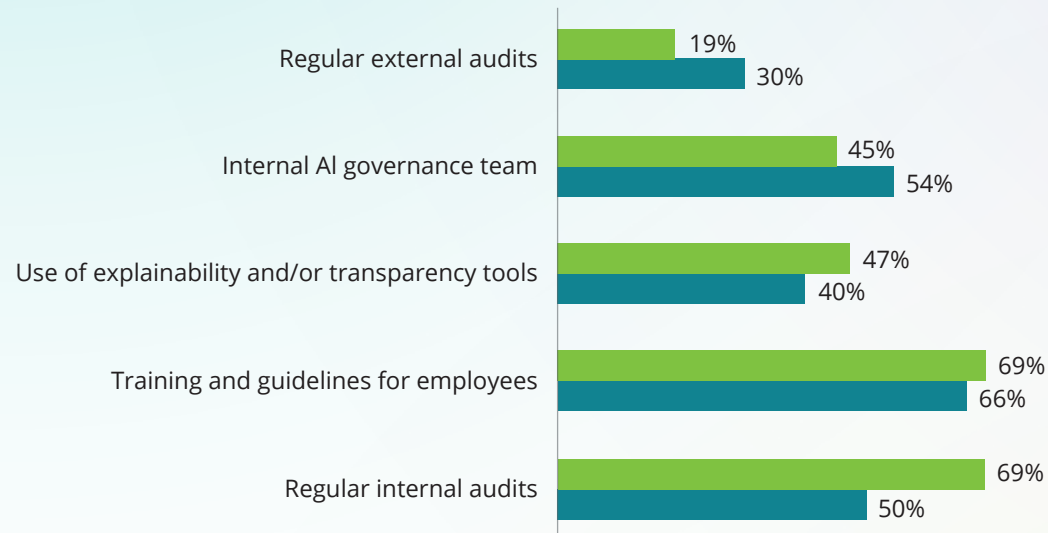 Regular external audits
19%
30%
Internal AI governance team
45%
54%
Use of explainability and/or transparency tools
47%
40%
Training and guidelines for employees
69%
66%
Regular internal audits
69%
50%